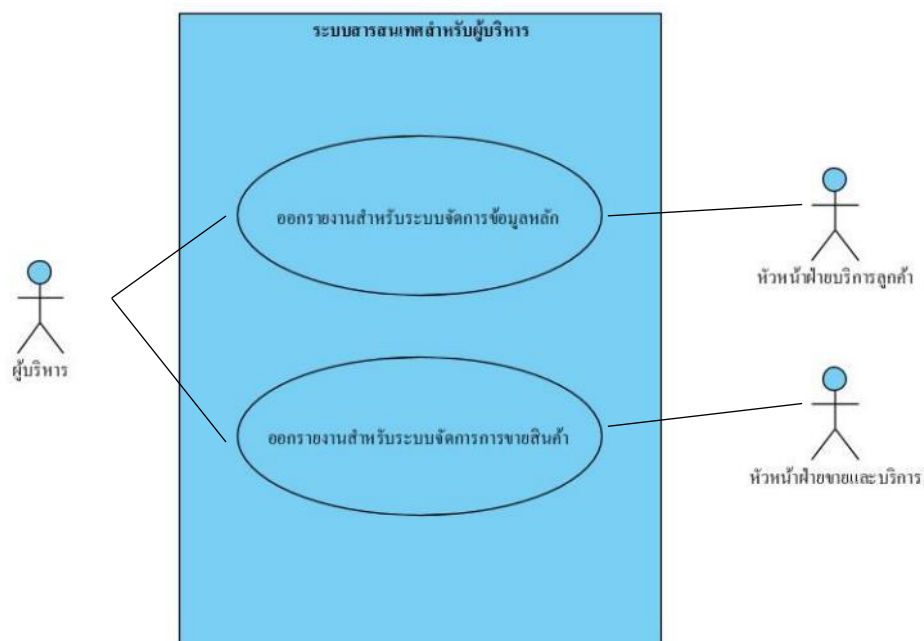 ระบบสารสนเทศสำหรับผู้บริหาร
ออกรายงานสำหรับระบบจัดการข้อมูลหลัก
หัวหน้าฝ่ายบริการลูกค้า
ผู้บริหาร
ออกรายงานสำหรับระบบจัดการการขายสินค้า
หัวหน้าฝ่ายขายและบริการ